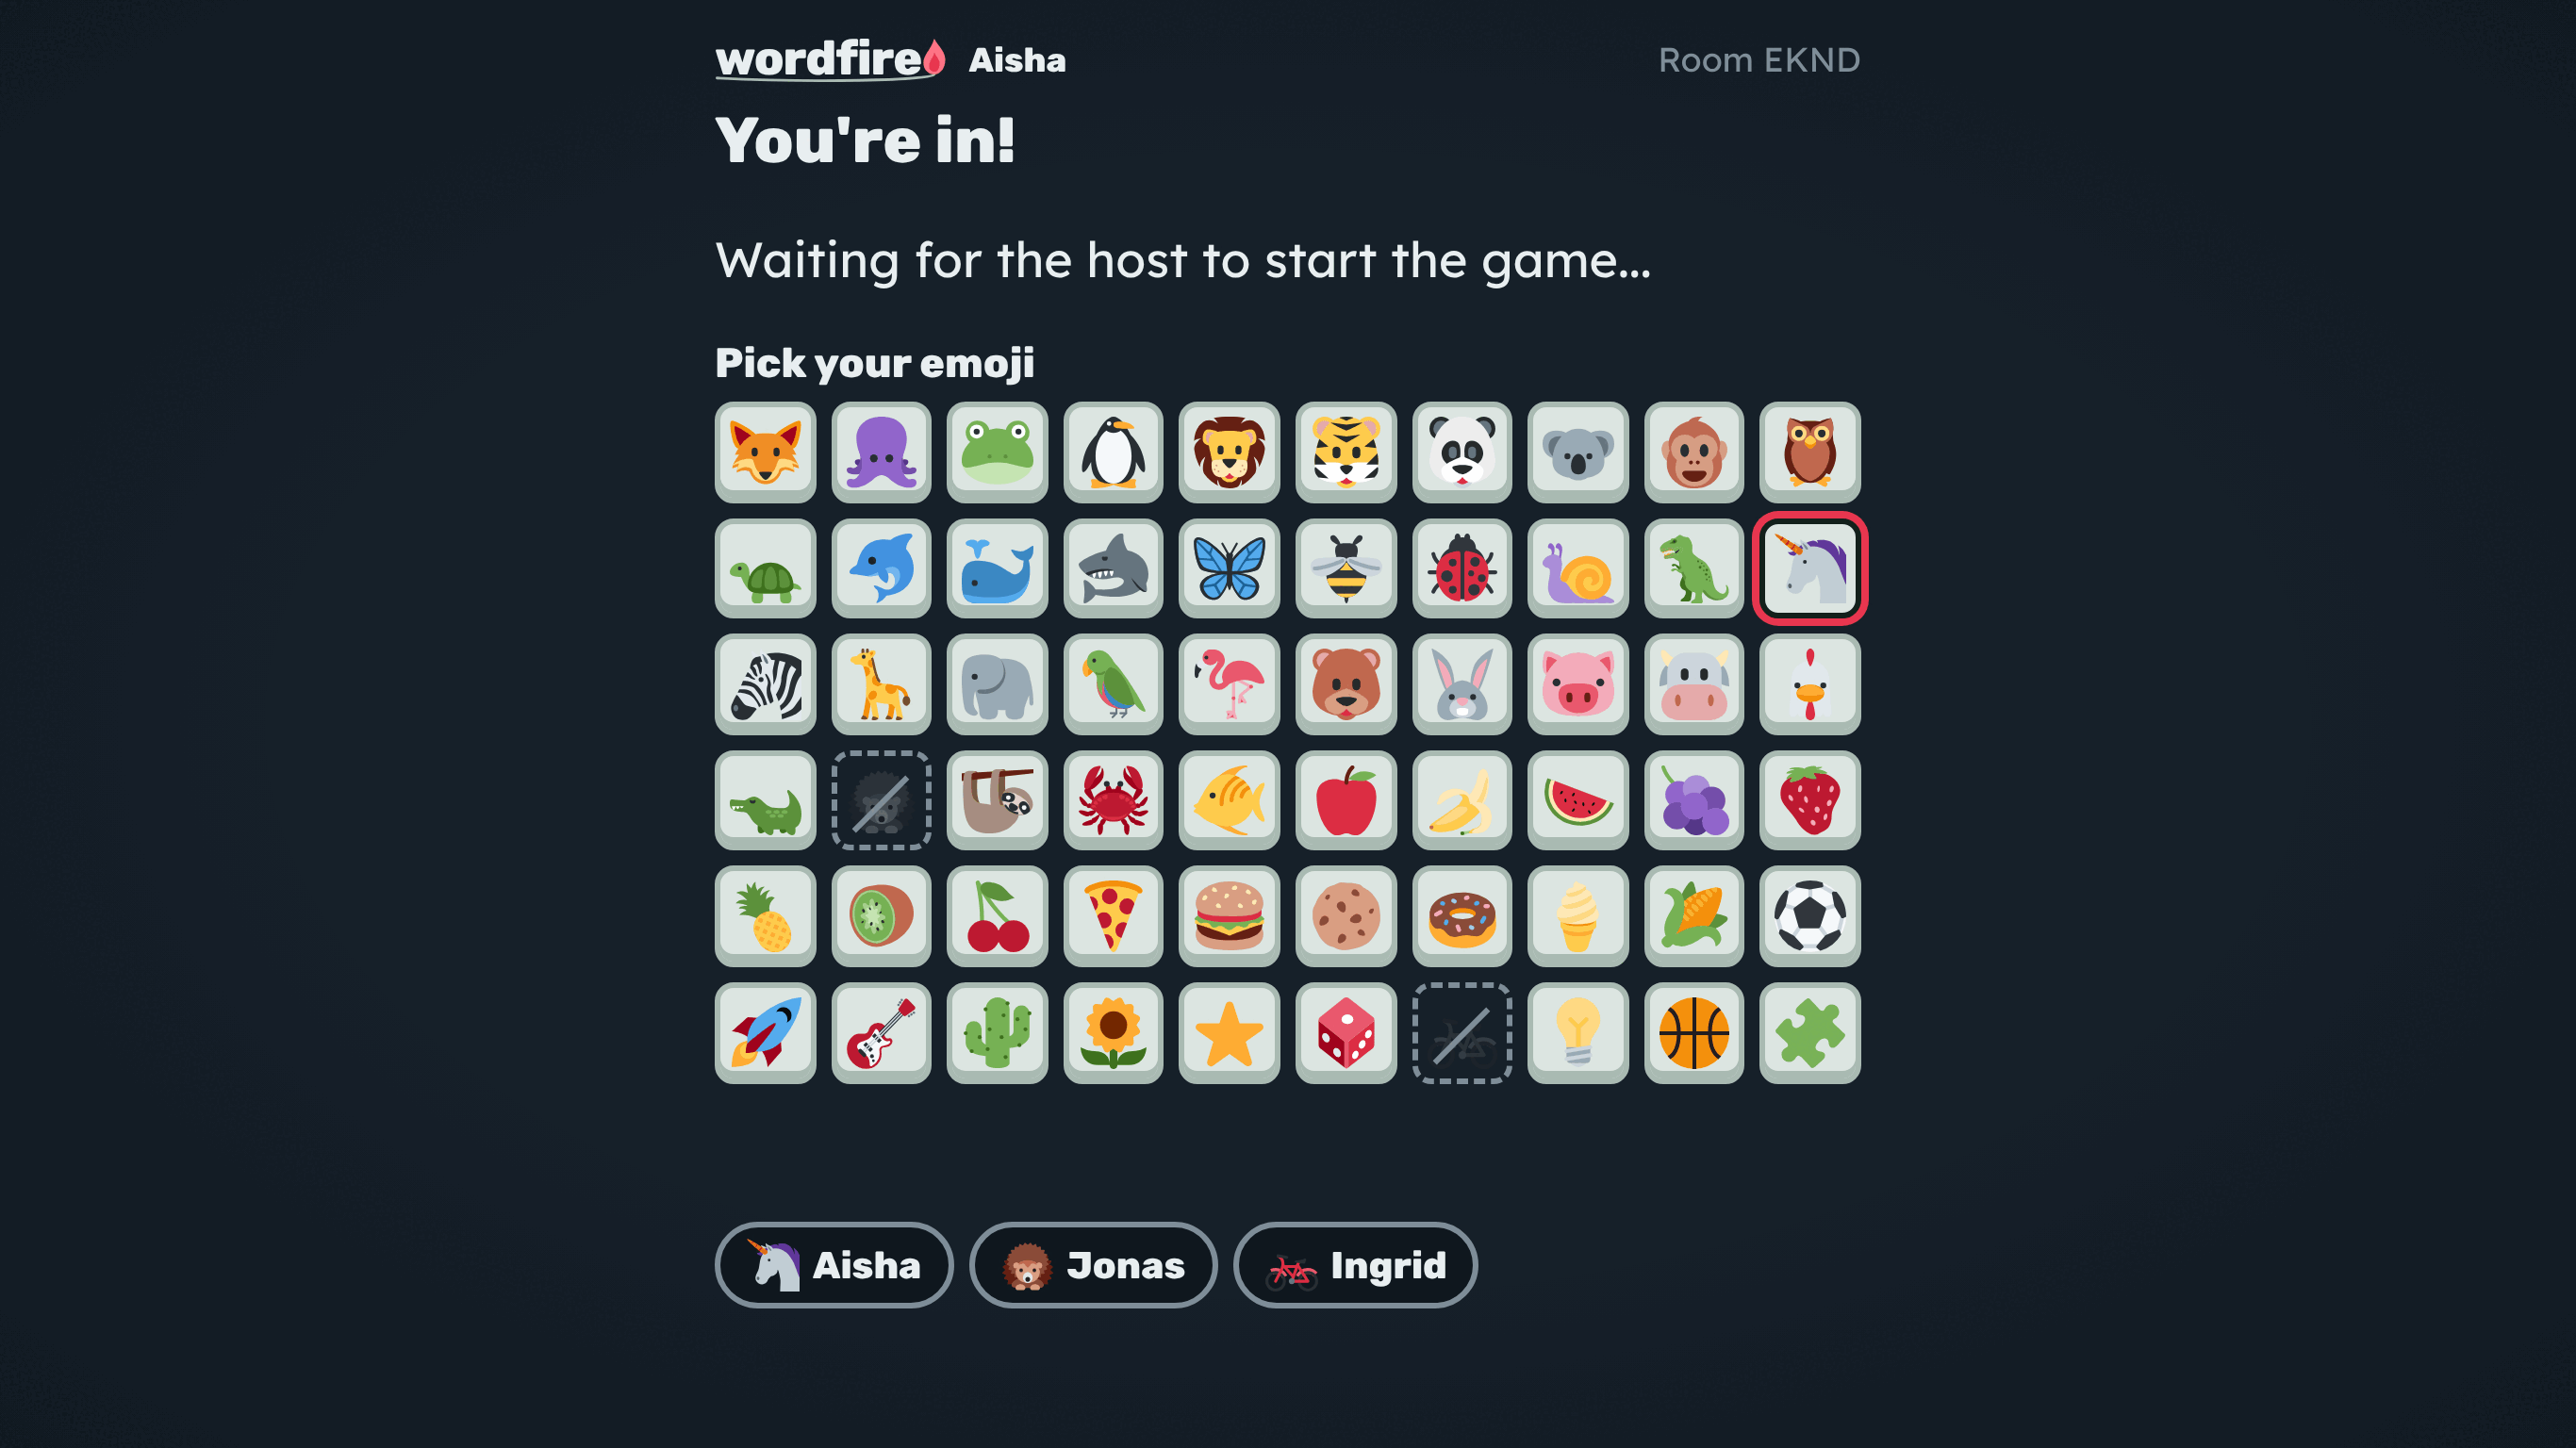 wordfire Aisha Room EKND
You're in!
Waiting for the host to start the game...
Pick your emoji
Aisha Jonas Ingrid